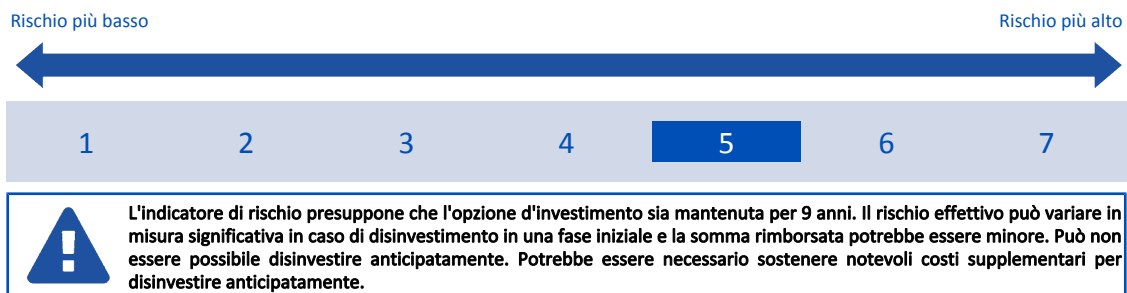 Rischio più basso Rischio più alto
1 2 3 4 5 6 7
L'indicatore di rischio presuppone che l'opzione d'investimento sia mantenuta per 9 anni. Il rischio effettivo può variare in
misura significativa in caso di disinvestimento in una fase iniziale e la somma rimborsata potrebbe essere minore. Può non
essere possibile disinvestire anticipatamente. Potrebbe essere necessario sostenere notevoli costi supplementari per
disinvestire anticipatamente.